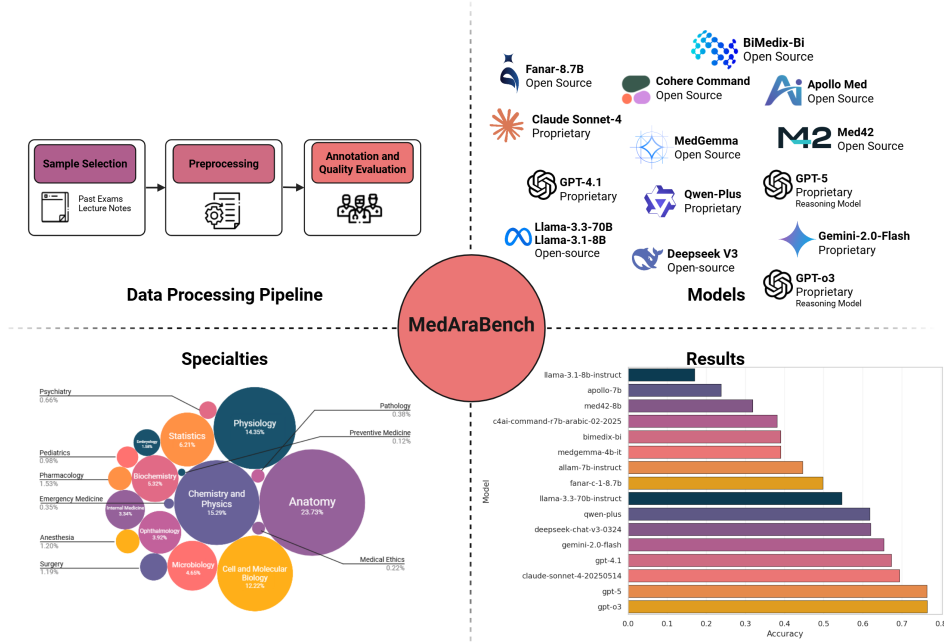 Sample Selection
Past Exams
Lecture Notes
Preprocessing
Annotation and
Quality Evaluation
Data Processing Pipeline
BiMedix-Bi
Open Source
Fanar-8.7B
Open Source
Cohere Command
Open Source
Apollo Med
Open Source
Claude Sonnet-4
Proprietary
MedGemma
Open Source
M2
Med42
Open Source
GPT-4.1
Proprietary
Qwen-Plus
Proprietary
GPT-5
Proprietary
Reasoning Model
Llama-3.3-70B
Llama-3.1-8B
Open-source
Deepseek V3
Open-source
Gemini-2.0-Flash
Proprietary
GPT-o3
Proprietary
Reasoning Model
Models
MedAraBench
Specialties
Psychiatry
0.66%
Pathology
0.38%
Physiology
14.35%
Preventive Medicine
0.12%
Statistics
6.21%
Embryology
1.58%
Pediatrics
0.98%
Biochemistry
5.32%
Pharmacology
1.53%
Chemistry and
Physics
15.29%
Anatomy
23.73%
Emergency Medicine
0.35%
Internal Medicine
3.34%
Ophthalmology
3.92%
Anesthesia
1.20%
Medical Ethics
0.22%
Surgery
1.19%
Microbiology
4.65%
Cell and Molecular
Biology
12.22%
Results
llama-3.1-8b-instruct
apollo-7b
med42-8b
c4ai-command-r7b-arabic-02-2025
bimedix-bi
medgemma-4b-it
allam-7b-instruct
fanar-c-1-8.7b
llama-3.3-70b-instruct
qwen-plus
deepseek-chat-v3-0324
gemini-2.0-flash
gpt-4.1
claude-sonnet-4-20250514
gpt-5
gpt-o3
Model
0.0 0.1 0.2 0.3 0.4 0.5 0.6 0.7
Accuracy